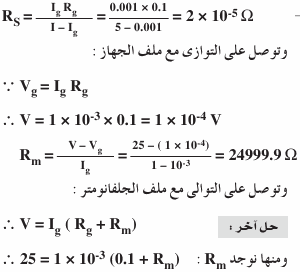 R_S = (I_g R_g)/(I − I_g) = (0.001 × 0.1)/(5 − 0.001) = 2 × 10⁻⁵ Ω
وتوصل على التوازى مع ملف الجهاز :
∵ V_g = I_g R_g
∴ V = 1 × 10⁻³ × 0.1 = 1 × 10⁻⁴ V
R_m = (V − V_g)/(I_g) = (25 − ( 1 × 10⁻⁴))/(1 − 10⁻³) = 24999.9 Ω
وتوصل على التوالى مع ملف الجلفانومتر :
حل آخر :
∴ V = I_g ( R_g + R_m)
ومنها نوجد R_m :
∴ 25 = 1 × 10⁻³ (0.1 + R_m)